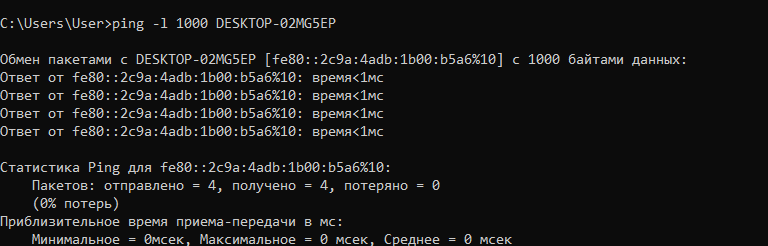 C:\Users\User>ping -l 1000 DESKTOP-02MG5EP
Обмен пакетами с DESKTOP-02MG5EP [fe80::2c9a:4adb:1b00:b5a6%10] с 1000 байтами данных:
Ответ от fe80::2c9a:4adb:1b00:b5a6%10: время<1мс
Ответ от fe80::2c9a:4adb:1b00:b5a6%10: время<1мс
Ответ от fe80::2c9a:4adb:1b00:b5a6%10: время<1мс
Ответ от fe80::2c9a:4adb:1b00:b5a6%10: время<1мс
Статистика Ping для fe80::2c9a:4adb:1b00:b5a6%10:
Пакетов: отправлено = 4, получено = 4, потеряно = 0
(0% потерь)
Приблизительное время приема-передачи в мс:
Минимальное = 0мсек, Максимальное = 0 мсек, Среднее = 0 мсек